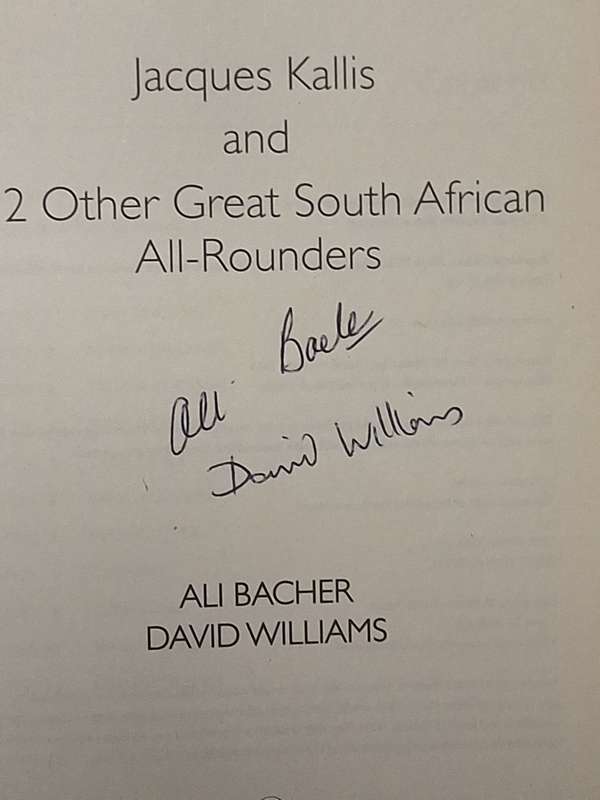 Jacques Kallis
and
2 Other Great South African
All-Rounders
Ali Bacher
David Williams
ALI BACHER
DAVID WILLIAMS